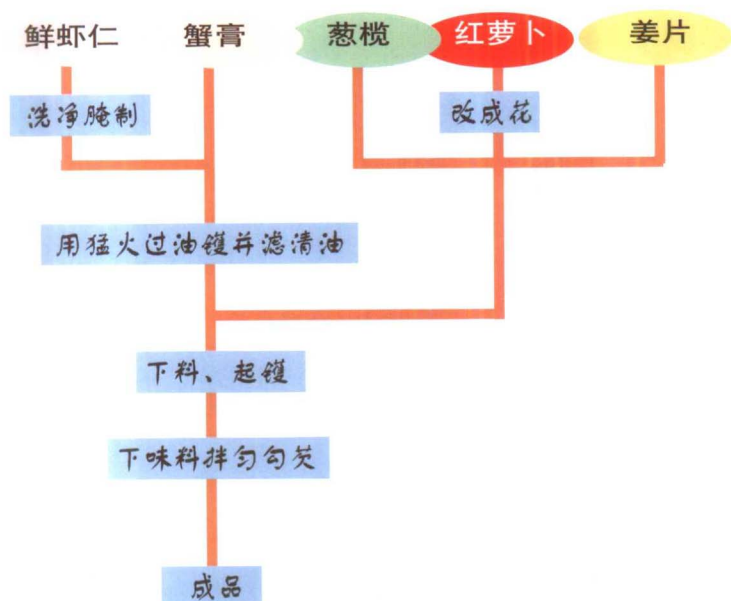 鲜虾仁 蟹膏 葱榄 红萝卜 姜片
洗净腌制 改成花
用猛火过油镬并滤清油
下料、起镬
下味料拌匀勾芡
成品